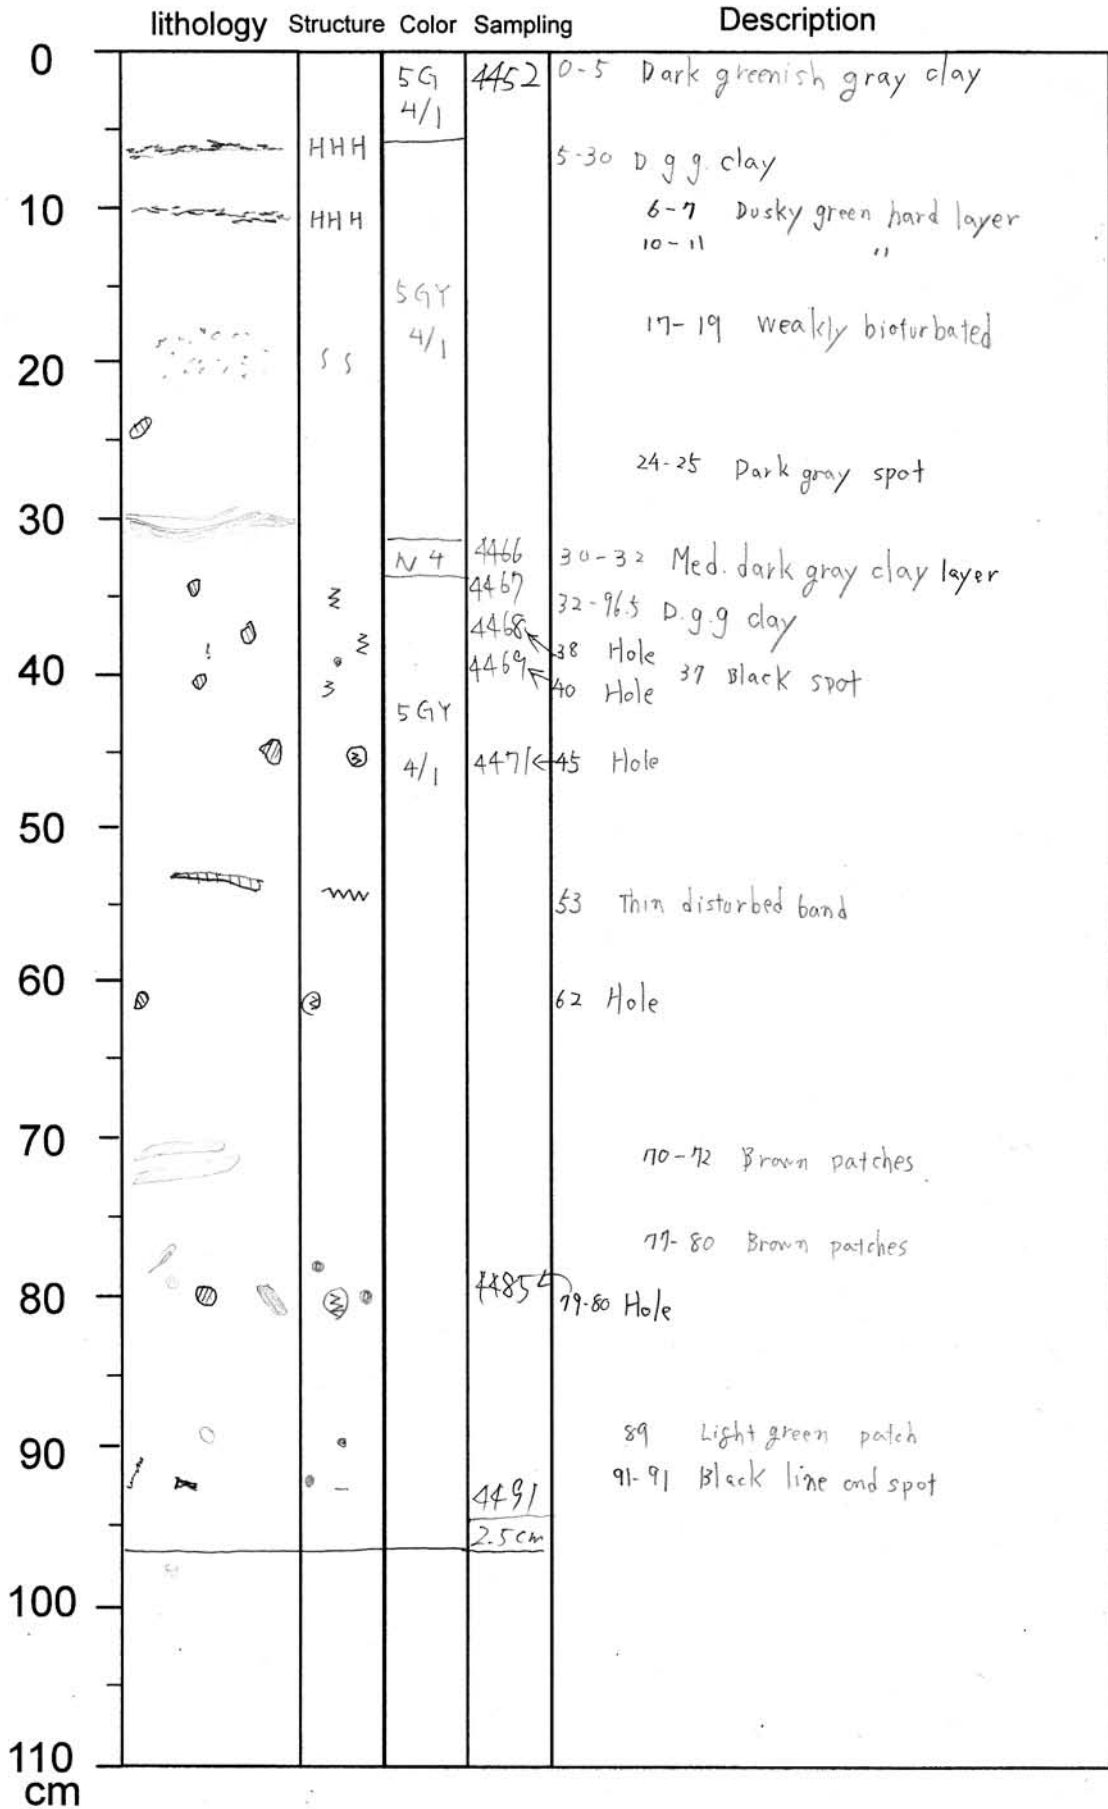 lithology Structure Color Sampling Description
0
5G 4452 0-5 Dark greenish gray clay
4/1
HHH
5-30 D g g. clay
10 HHH 6-7 Dusky green hard layer
10-11 "
5GY
4/1 17-19 Weakly bioturbated
20 S S
24-25 Dark gray spot
30
N 4 4466 30-32 Med. dark gray clay layer
4467
32-96.5 D.g.g clay
4468 38 Hole
4469 37 Black spot
40 40 Hole
5GY
4/1 4471 45 Hole
50
53 Thin disturbed band
60
62 Hole
70
70-72 Brown patches
77-80 Brown patches
80 4485 79-80 Hole
89 Light green patch
90
91-91 Black line and spot
4491
2.5 cm
100
110
cm